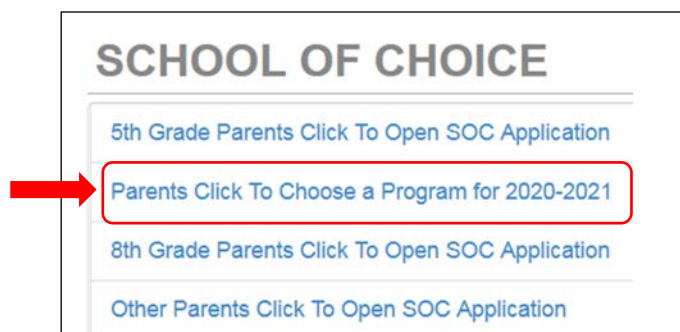 SCHOOL OF CHOICE
5th Grade Parents Click To Open SOC Application
Parents Click To Choose a Program for 2020-2021
8th Grade Parents Click To Open SOC Application
Other Parents Click To Open SOC Application